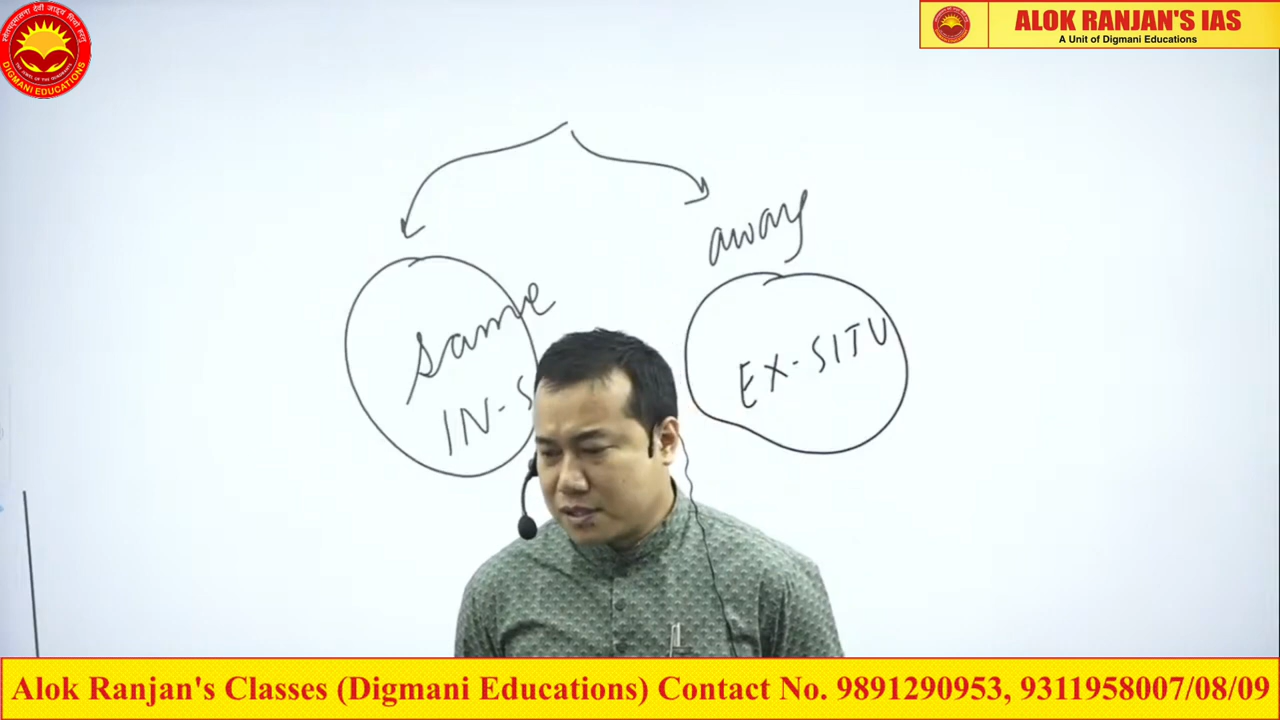 DIGMANI EDUCATIONS
ALOK RANJAN'S IAS
A Unit of Digmani Educations
away
same
IN-S
EX-SITU
Alok Ranjan's Classes (Digmani Educations) Contact No. 9891290953, 9311958007/08/09